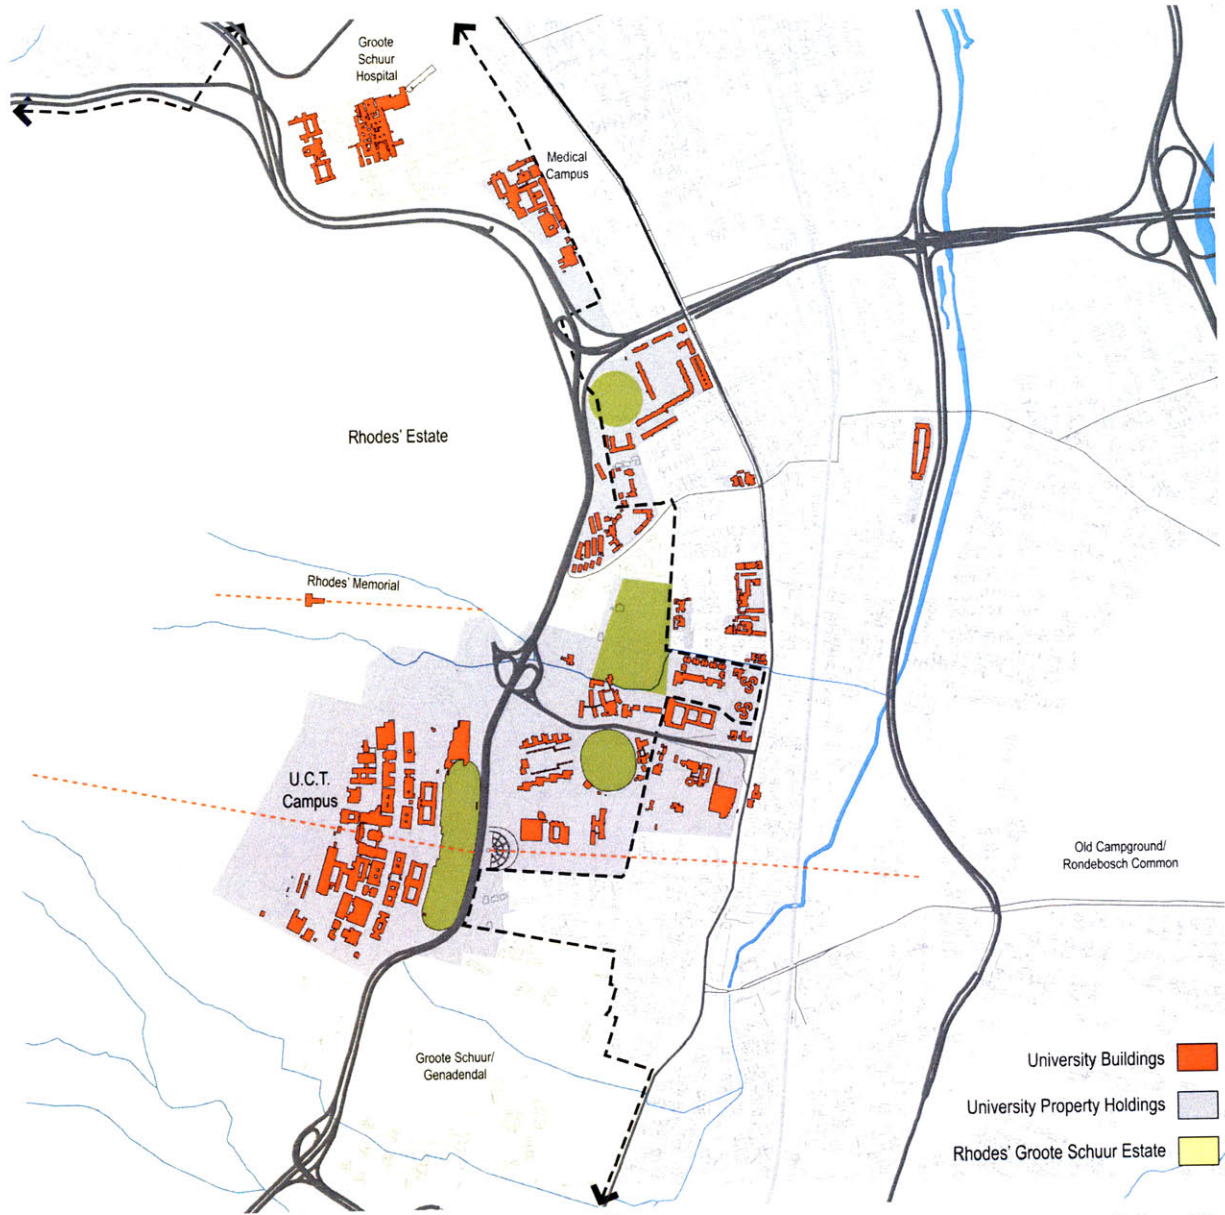 Groote
Schuur
Hospital
Medical
Campus
Rhodes' Estate
Rhodes' Memorial
U.C.T.
Campus
Old Campground/
Rondebosch Common
Groote Schuur/
Genadendal
University Buildings
University Property Holdings
Rhodes' Groote Schuur Estate